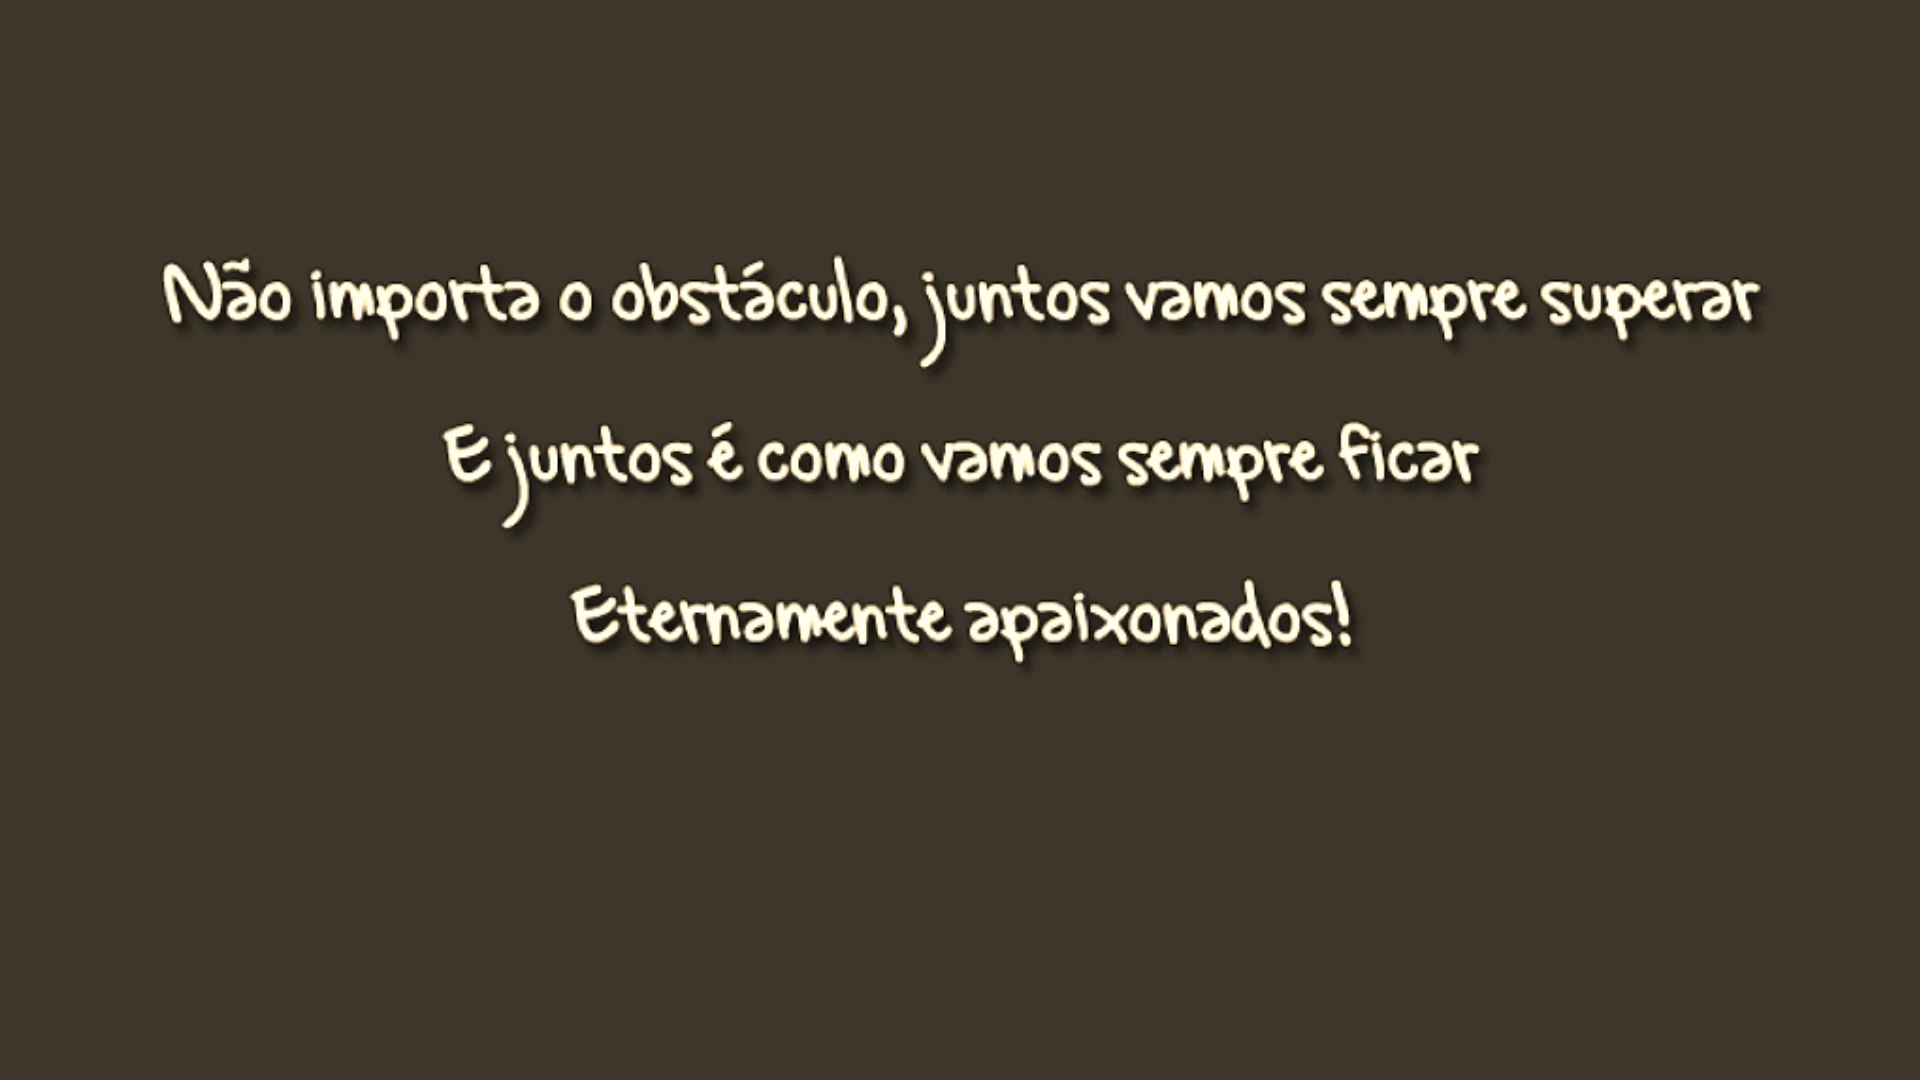 Não importa o obstáculo, juntos vamos sempre superar
E juntos é como vamos sempre ficar
Eternamente apaixonados!